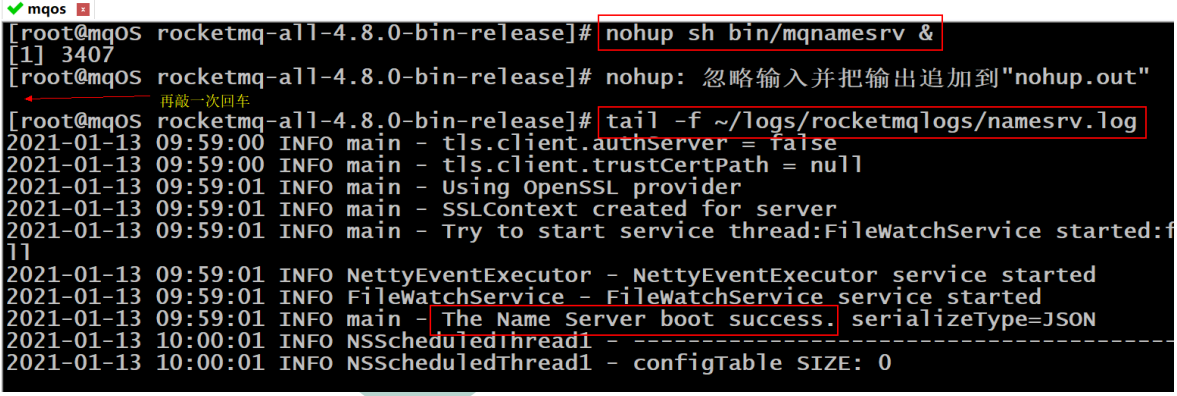 mqos
[root@mqOS rocketmq-all-4.8.0-bin-release]# nohup sh bin/mqnamesrv &
[1] 3407
[root@mqOS rocketmq-all-4.8.0-bin-release]# nohup: 忽略输入并把输出追加到"nohup.out"
再敲一次回车
[root@mqOS rocketmq-all-4.8.0-bin-release]# tail -f ~/logs/rocketmqlogs/namesrv.log
2021-01-13 09:59:00 INFO main - tls.client.authServer = false
2021-01-13 09:59:00 INFO main - tls.client.trustCertPath = null
2021-01-13 09:59:01 INFO main - Using OpenSSL provider
2021-01-13 09:59:01 INFO main - SSLContext created for server
2021-01-13 09:59:01 INFO main - Try to start service thread:FileWatchService started:f
ll
2021-01-13 09:59:01 INFO NettyEventExecutor - NettyEventExecutor service started
2021-01-13 09:59:01 INFO FileWatchService - FileWatchService service started
2021-01-13 09:59:01 INFO main - The Name Server boot success. serializeType=JSON
2021-01-13 10:00:01 INFO NSScheduledThread1 - --------------------------------------
2021-01-13 10:00:01 INFO NSScheduledThread1 - configTable SIZE: 0